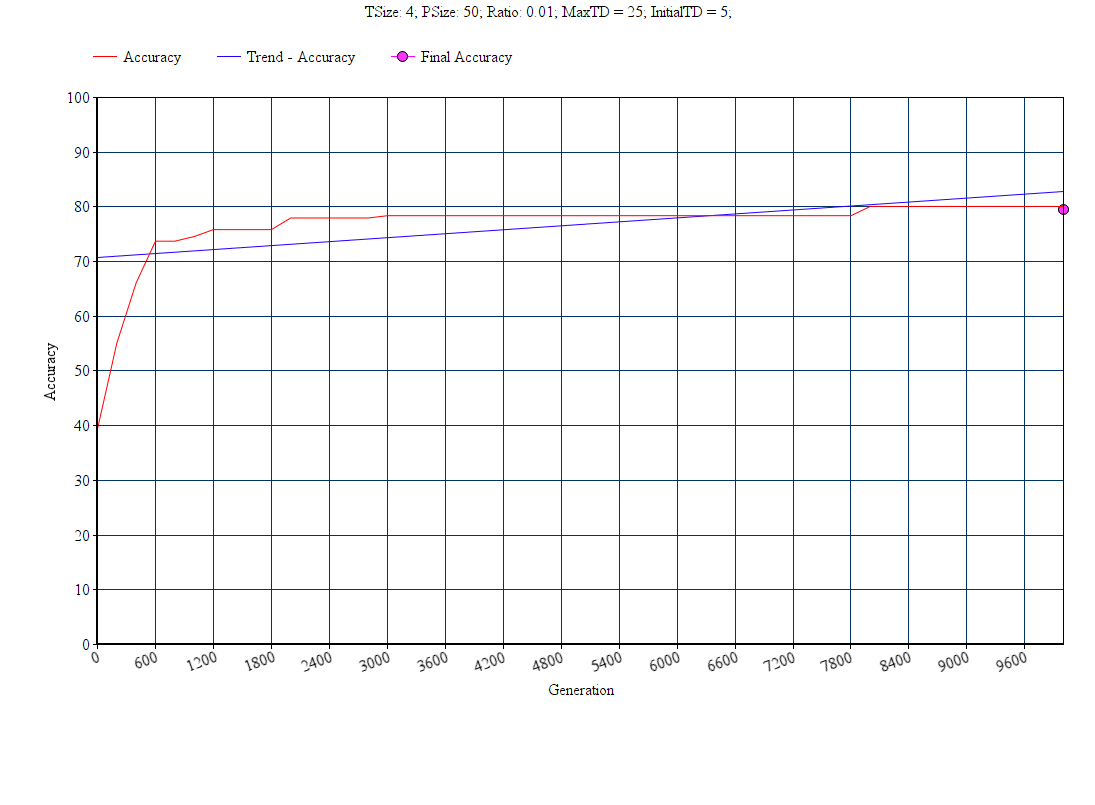 TSize: 4; PSize: 50; Ratio: 0.01; MaxTD = 25; InitialTD = 5;
Accuracy Trend - Accuracy Final Accuracy
100
90
80
70
60
50
40
30
20
10
0
Accuracy
0 600 1200 1800 2400 3000 3600 4200 4800 5400 6000 6600 7200 7800 8400 9000 9600
Generation